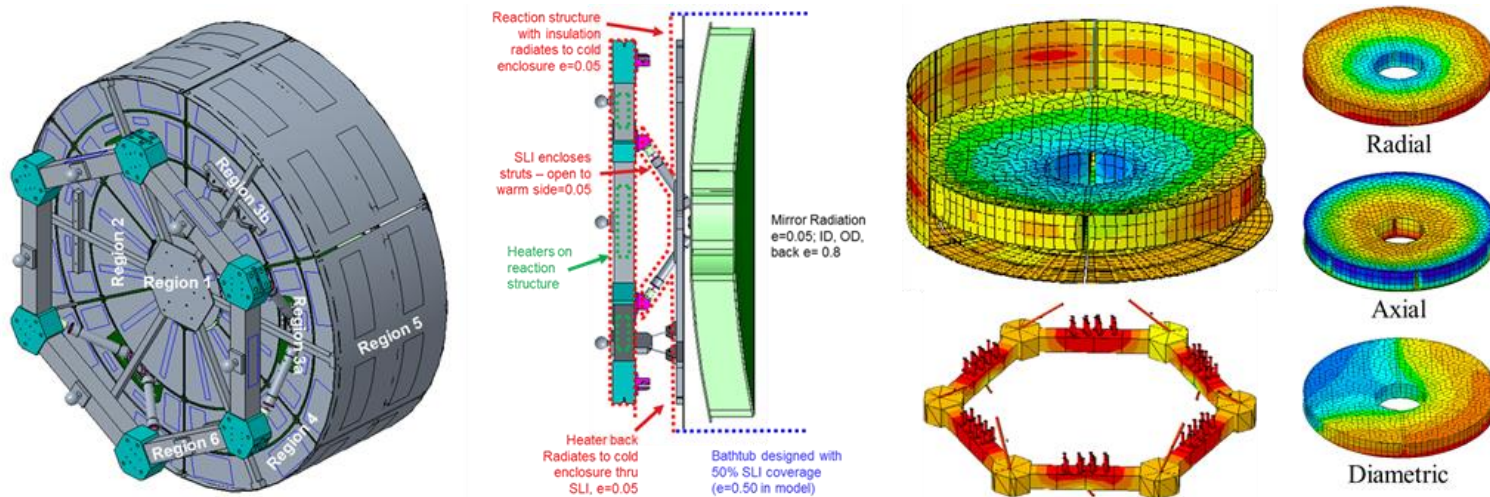 Region 3b
Region 2
Region 1
Region 3a
Region 5
Region 4
Region 6
Reaction structure
with insulation
radiates to cold
enclosure e=0.05
SLI encloses
struts – open to
warm side=0.05
Heaters on
reaction
structure
Heater back
Radiates to cold
enclosure thru
SLI, e=0.05
Mirror Radiation
e=0.05; ID, OD,
back e= 0.8
Bathtub designed with
50% SLI coverage
(e=0.50 in model)
Radial
Axial
Diametric